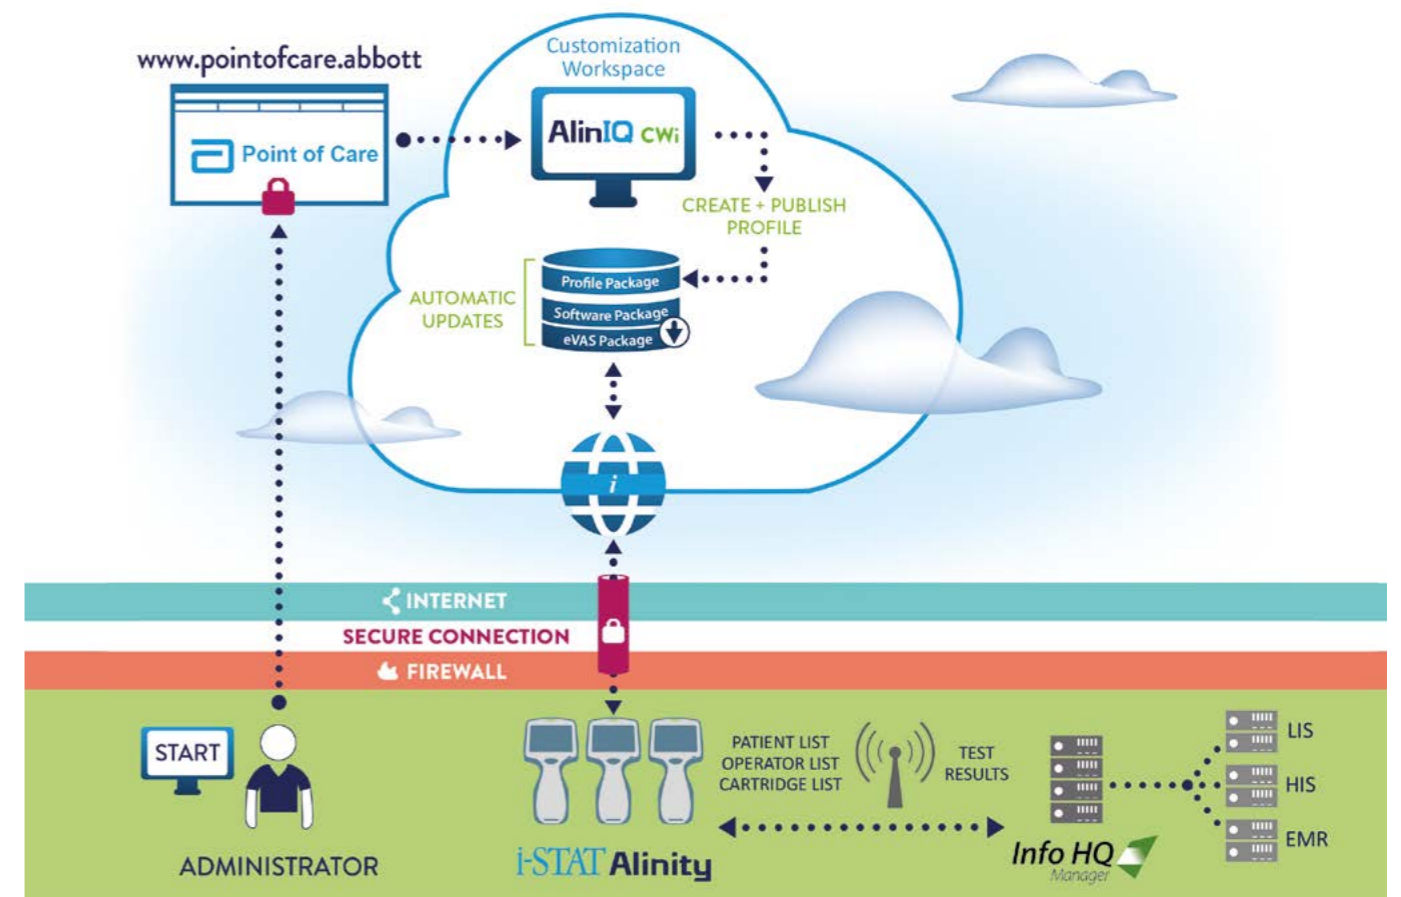 www.pointofcare.abbott
Point of Care
Customization
Workspace
AlinIQ CWi
CREATE + PUBLISH
PROFILE
AUTOMATIC
UPDATES
Profile Package
Software Package
eVAS Package
i
INTERNET
SECURE CONNECTION
FIREWALL
START
ADMINISTRATOR
i-STAT Alinity
PATIENT LIST
OPERATOR LIST
CARTRIDGE LIST
TEST
RESULTS
Info HQ
Manager
LIS
HIS
EMR